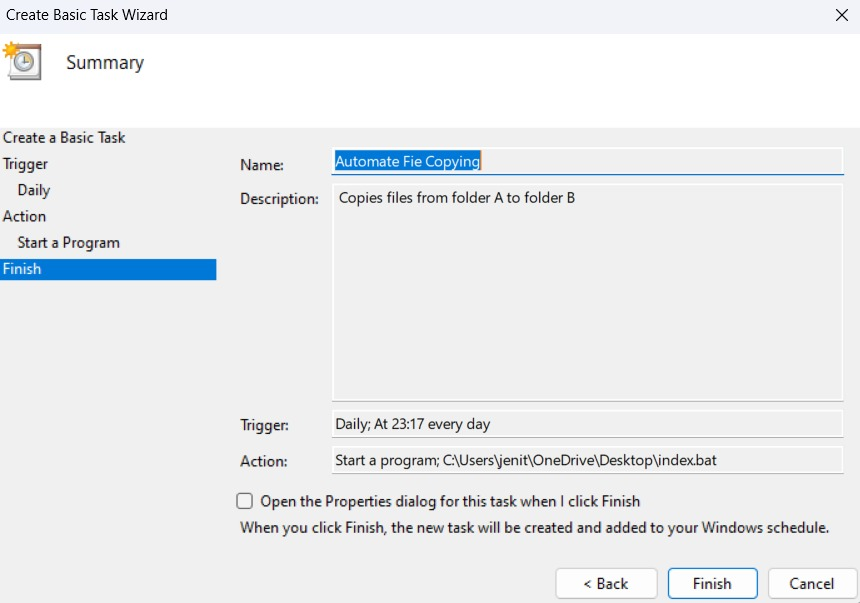 Create Basic Task Wizard
Summary
Create a Basic Task
Trigger
Daily
Action
Start a Program
Finish
Name:
Automate Fie Copying
Description:
Copies files from folder A to folder B
Trigger:
Daily; At 23:17 every day
Action:
Start a program; C:\Users\jenit\OneDrive\Desktop\index.bat
Open the Properties dialog for this task when I click Finish
When you click Finish, the new task will be created and added to your Windows schedule.
< Back
Finish
Cancel